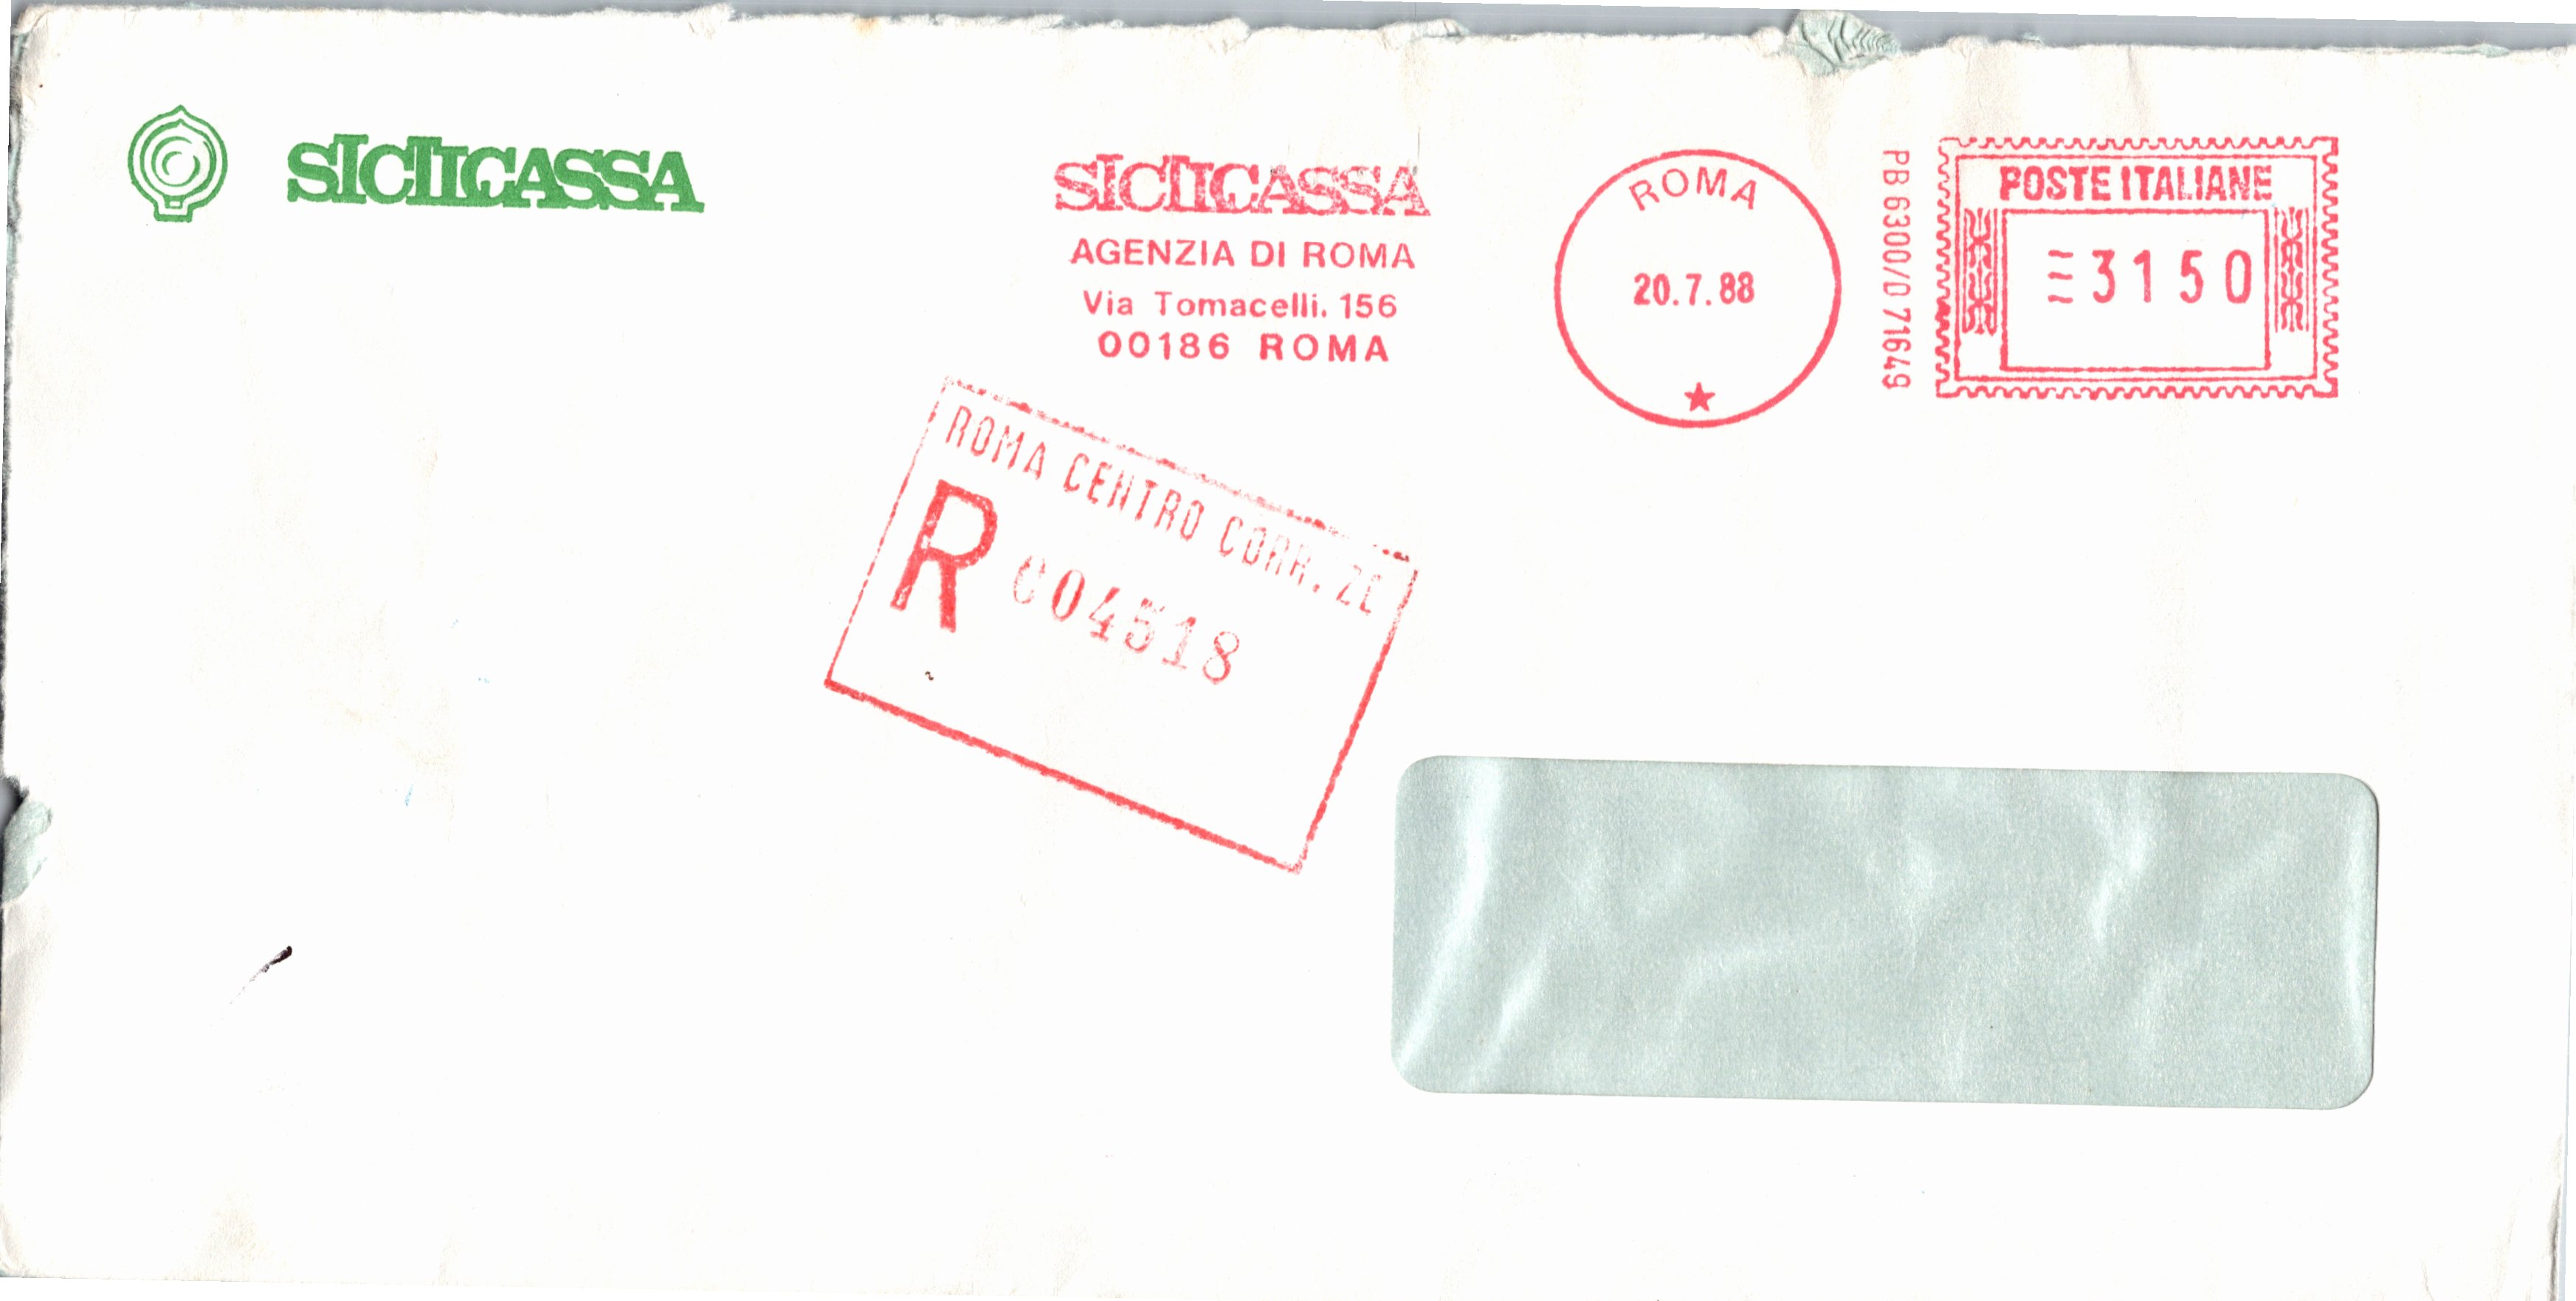 SICILCASSA
SICILCASSA
AGENZIA DI ROMA
Via Tomacelli, 156
00186 ROMA
ROMA
20.7.88
PB 6300/D 71649
POSTE ITALIANE
3150
ROMA CENTRO CORR. ZE
R 004518